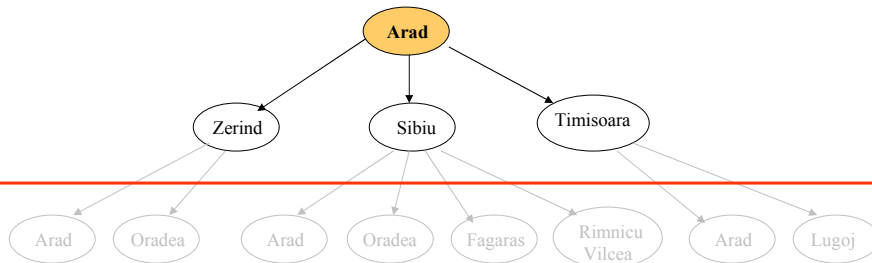 Arad
Zerind
Sibiu
Timisoara
Arad
Oradea
Arad
Oradea
Fagaras
Rimnicu
Vilcea
Arad
Lugoj